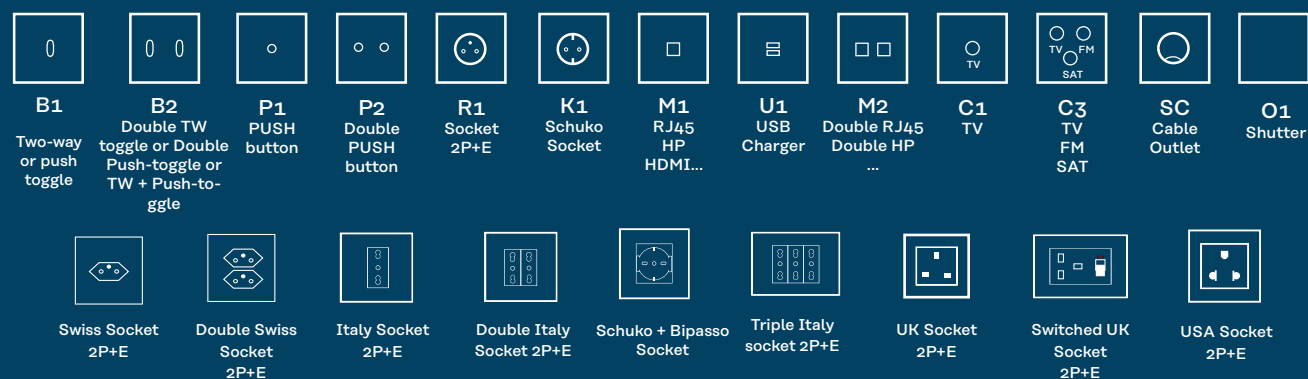 TV
TV
FM
SAT
B1
Two-way
or push
toggle
B2
Double TW
toggle or Double
Push-toggle or
TW + Push-to-
ggle
P1
PUSH
button
P2
Double
PUSH
button
R1
Socket
2P+E
K1
Schuko
Socket
M1
RJ45
HP
HDMI...
U1
USB
Charger
M2
Double RJ45
Double HP
...
C1
TV
C3
TV
FM
SAT
SC
Cable
Outlet
O1
Shutter
Swiss Socket
2P+E
Double Swiss
Socket
2P+E
Italy Socket
2P+E
Double Italy
Socket 2P+E
Schuko + Bipasso
Socket
Triple Italy
socket 2P+E
UK Socket
2P+E
Switched UK
Socket
2P+E
USA Socket
2P+E